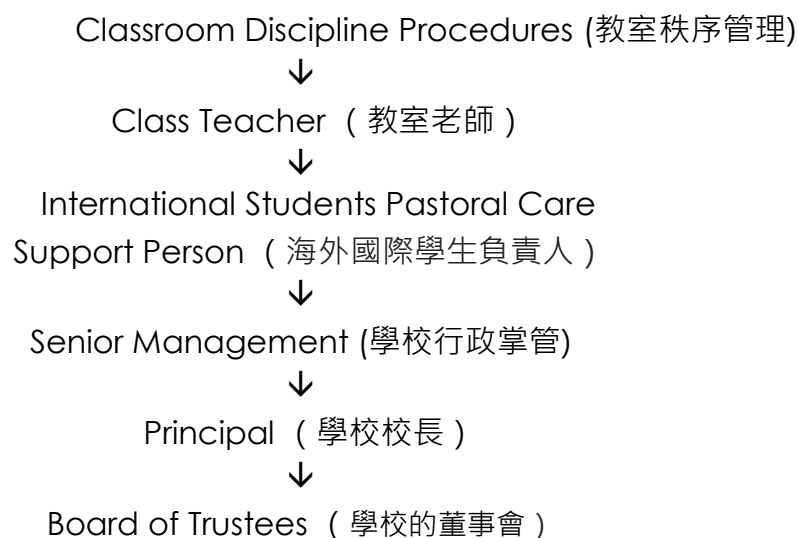 Classroom Discipline Procedures (教室秩序管理)
↓
Class Teacher （教室老師）
↓
International Students Pastoral Care
Support Person （海外國際學生負責人）
↓
Senior Management (學校行政掌管)
↓
Principal （學校校長）
↓
Board of Trustees （學校的董事會）